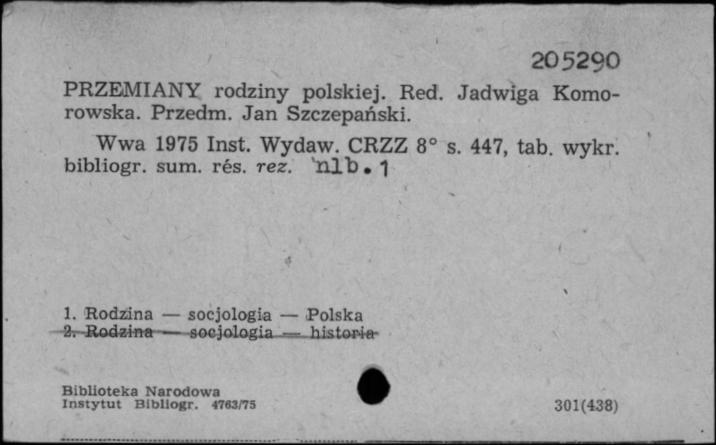 205290
PRZEMIANY rodziny polskiej. Red. Jadwiga Komo-
rowska. Przedm. Jan Szczepański.
Wwa 1975 Inst. Wydaw. CRZZ 8° s. 447, tab. wykr.
bibliogr. sum. rés. rez. nlb. 1
1. Rodzina — socjologia — Polska
2. Rodzina — socjologia — historia
Biblioteka Narodowa
Instytut Bibliogr. 4763/75
301(438)